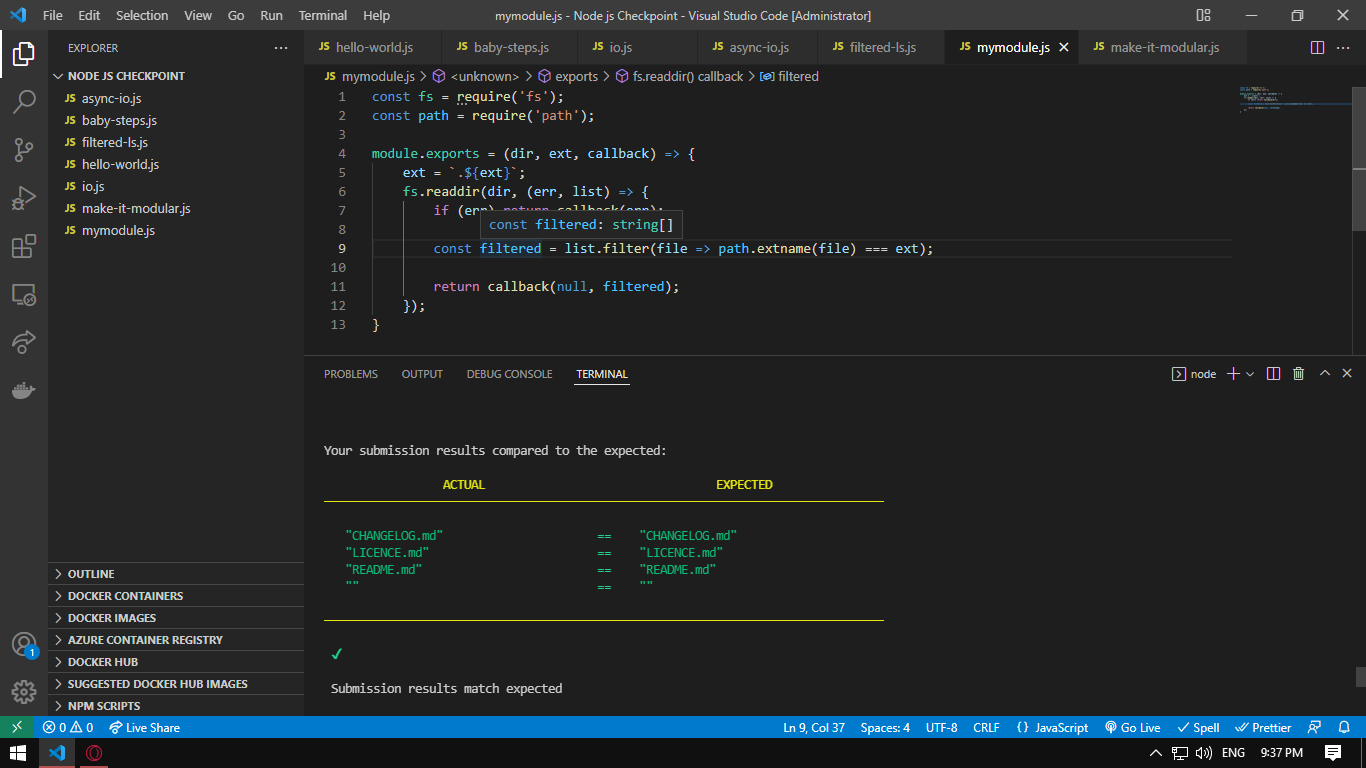 File Edit Selection View Go Run Terminal Help
mymodule.js - Node js Checkpoint - Visual Studio Code [Administrator]
EXPLORER
NODE JS CHECKPOINT
JS async-io.js
JS baby-steps.js
JS filtered-ls.js
JS hello-world.js
JS io.js
JS make-it-modular.js
JS mymodule.js
OUTLINE
DOCKER CONTAINERS
DOCKER IMAGES
AZURE CONTAINER REGISTRY
DOCKER HUB
SUGGESTED DOCKER HUB IMAGES
NPM SCRIPTS
1
JS hello-world.js JS baby-steps.js JS io.js JS async-io.js JS filtered-ls.js JS mymodule.js JS make-it-modular.js
JS mymodule.js > <unknown> > exports > fs.readdir() callback > filtered
1 const fs = require('fs');
2 const path = require('path');
3
4 module.exports = (dir, ext, callback) => {
5 ext = `.${ext}`;
6 fs.readdir(dir, (err, list) => {
7 if (err) return callback(err);
8
const filtered: string[]
9 const filtered = list.filter(file => path.extname(file) === ext);
10
11 return callback(null, filtered);
12 });
13 }
PROBLEMS OUTPUT DEBUG CONSOLE TERMINAL
node
Your submission results compared to the expected:
ACTUAL EXPECTED
"CHANGELOG.md" == "CHANGELOG.md"
"LICENCE.md" == "LICENCE.md"
"README.md" == "README.md"
"" == ""
✓
Submission results match expected
0 0 Live Share
Ln 9, Col 37 Spaces: 4 UTF-8 CRLF {} JavaScript Go Live Spell Prettier
ENG 9:37 PM